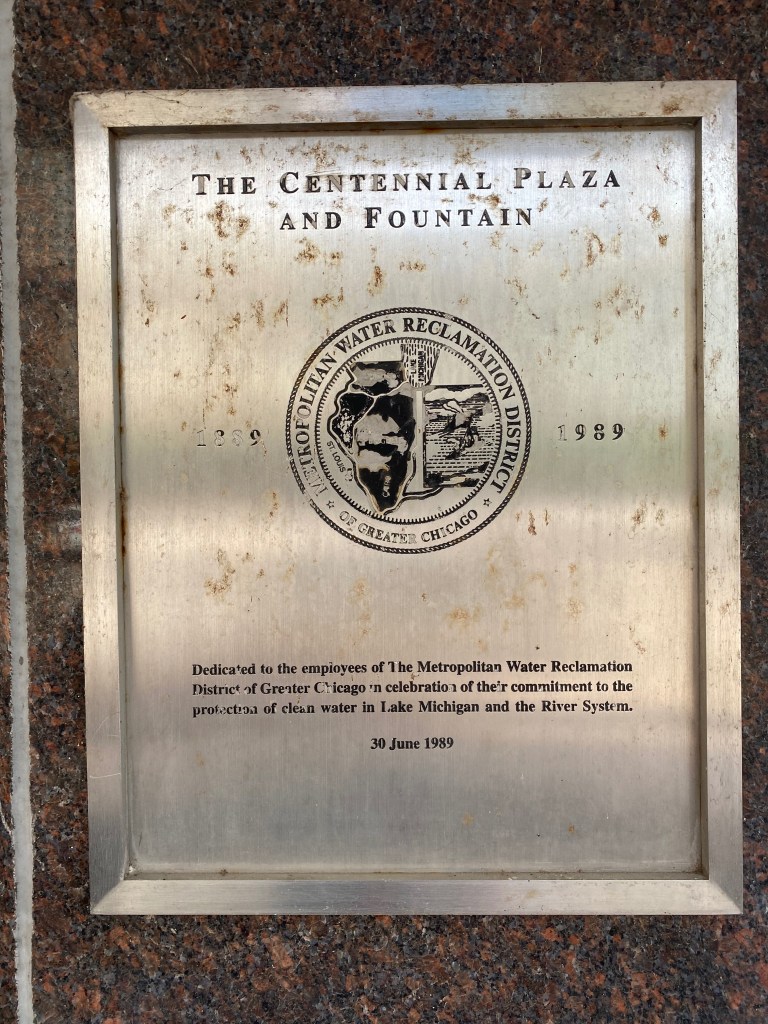 THE CENTENNIAL PLAZA
AND FOUNTAIN
METROPOLITAN WATER RECLAMATION DISTRICT
OF GREATER CHICAGO
ST. LOUIS
1889
1989
Dedicated to the employees of The Metropolitan Water Reclamation
District of Greater Chicago in celebration of their commitment to the
protection of clean water in Lake Michigan and the River System.
30 June 1989